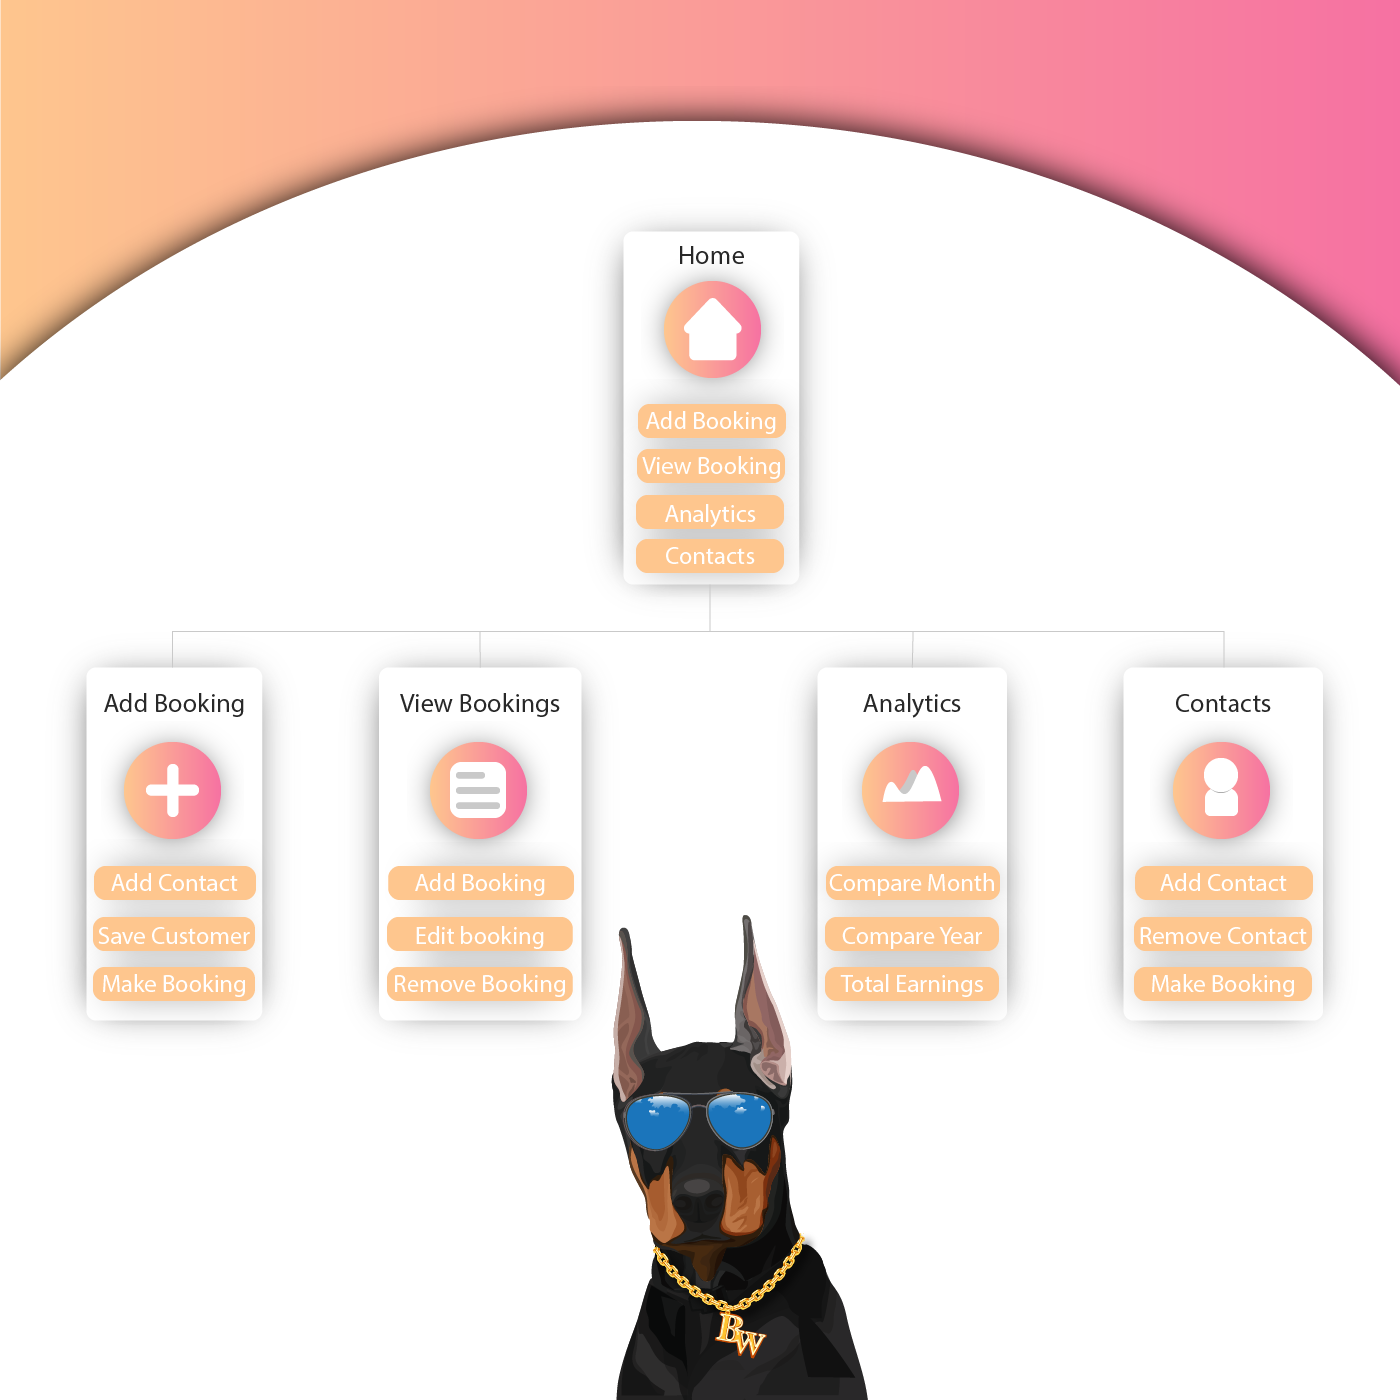 Home
Add Booking
View Booking
Analytics
Contacts
Add Booking
Add Contact
Save Customer
Make Booking
View Bookings
Add Booking
Edit booking
Remove Booking
Analytics
Compare Month
Compare Year
Total Earnings
Contacts
Add Contact
Remove Contact
Make Booking
BW